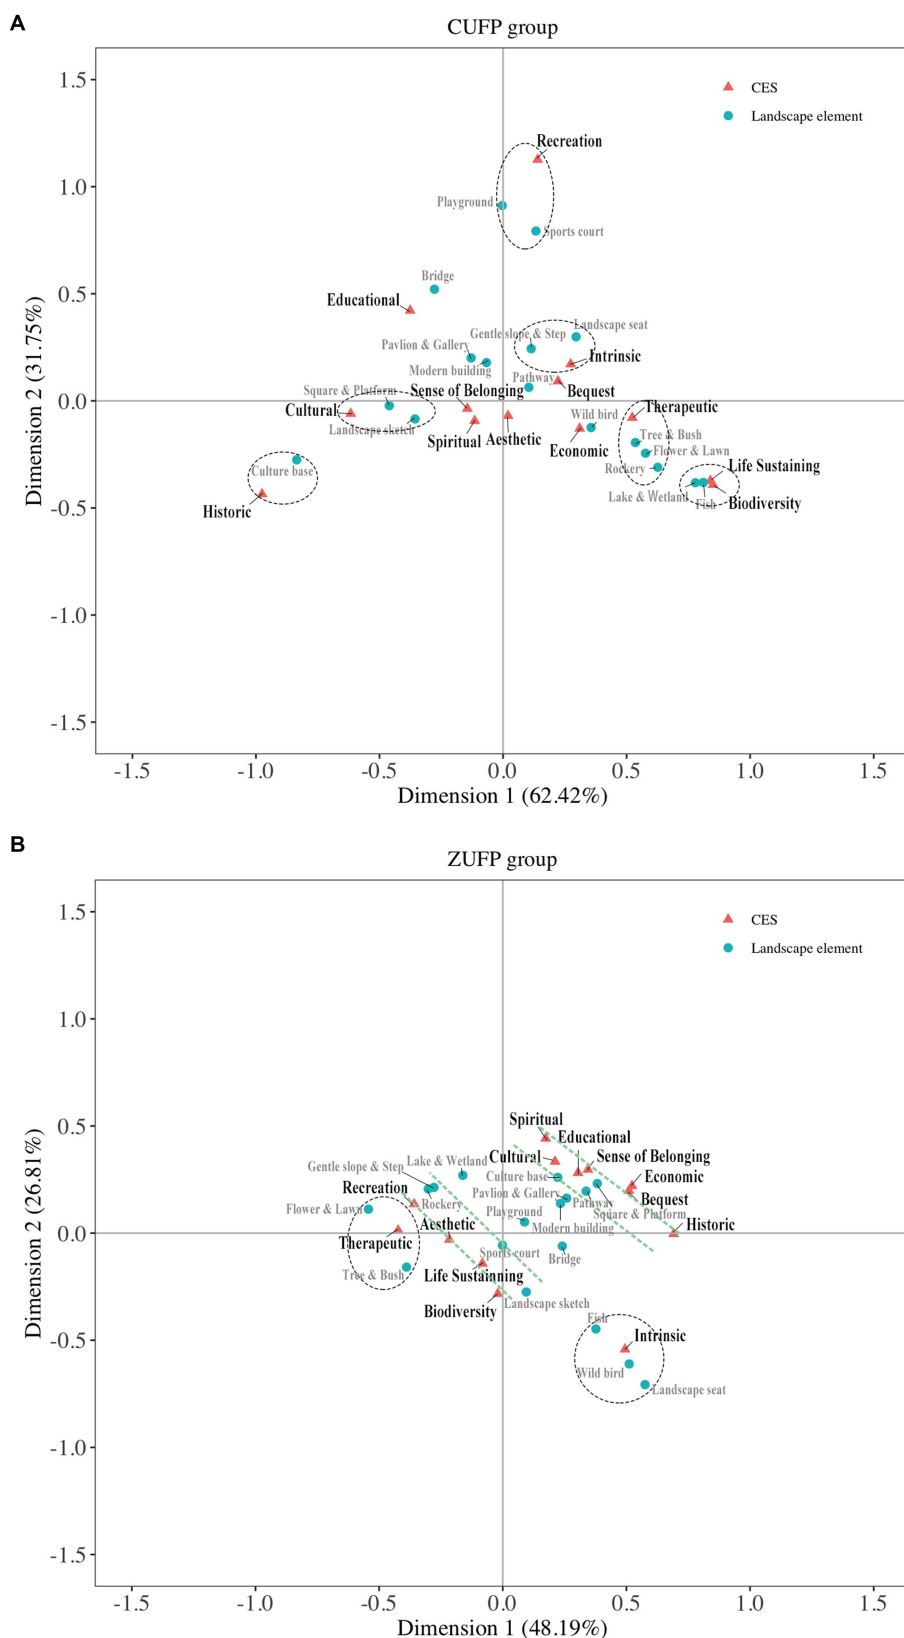 A
CUFP group
CES
Landscape element
Recreation
Playground
Sports court
Bridge
Educational
Landscape seat
Gentle slope & Step
Pavlion & Gallery
Intrinsic
Modern building
Pathway
Bequest
Square & Platform
Sense of Belonging
Cultural
Therapeutic
Landscape sketch
Wild bird
Spiritual
Aesthetic
Economic
Tree & Bush
Flower & Lawn
Culture base
Rockery
Life Sustaining
Lake & Wetland
Fish
Biodiversity
Historic
1.5
1.0
0.5
0.0
-0.5
-1.0
-1.5
Dimension 2 (31.75%)
-1.5 -1.0 -0.5 0.0 0.5 1.0 1.5
Dimension 1 (62.42%)
B
ZUFP group
CES
Landscape element
Spiritual
Educational
Cultural
Sense of Belonging
Lake & Wetland
Gentle slope & Step
Culture base
Economic
Recreation
Pavlion & Gallery
Bequest
Rockery
Pathway
Flower & Lawn
Playground
Square & Platform
Aesthetic
Modern building
Historic
Therapeutic
Sports court
Bridge
Tree & Bush
Life Sustainning
Landscape sketch
Biodiversity
Fish
Intrinsic
Wild bird
Landscape seat
1.5
1.0
0.5
0.0
-0.5
-1.0
-1.5
Dimension 2 (26.81%)
-1.5 -1.0 -0.5 0.0 0.5 1.0 1.5
Dimension 1 (48.19%)